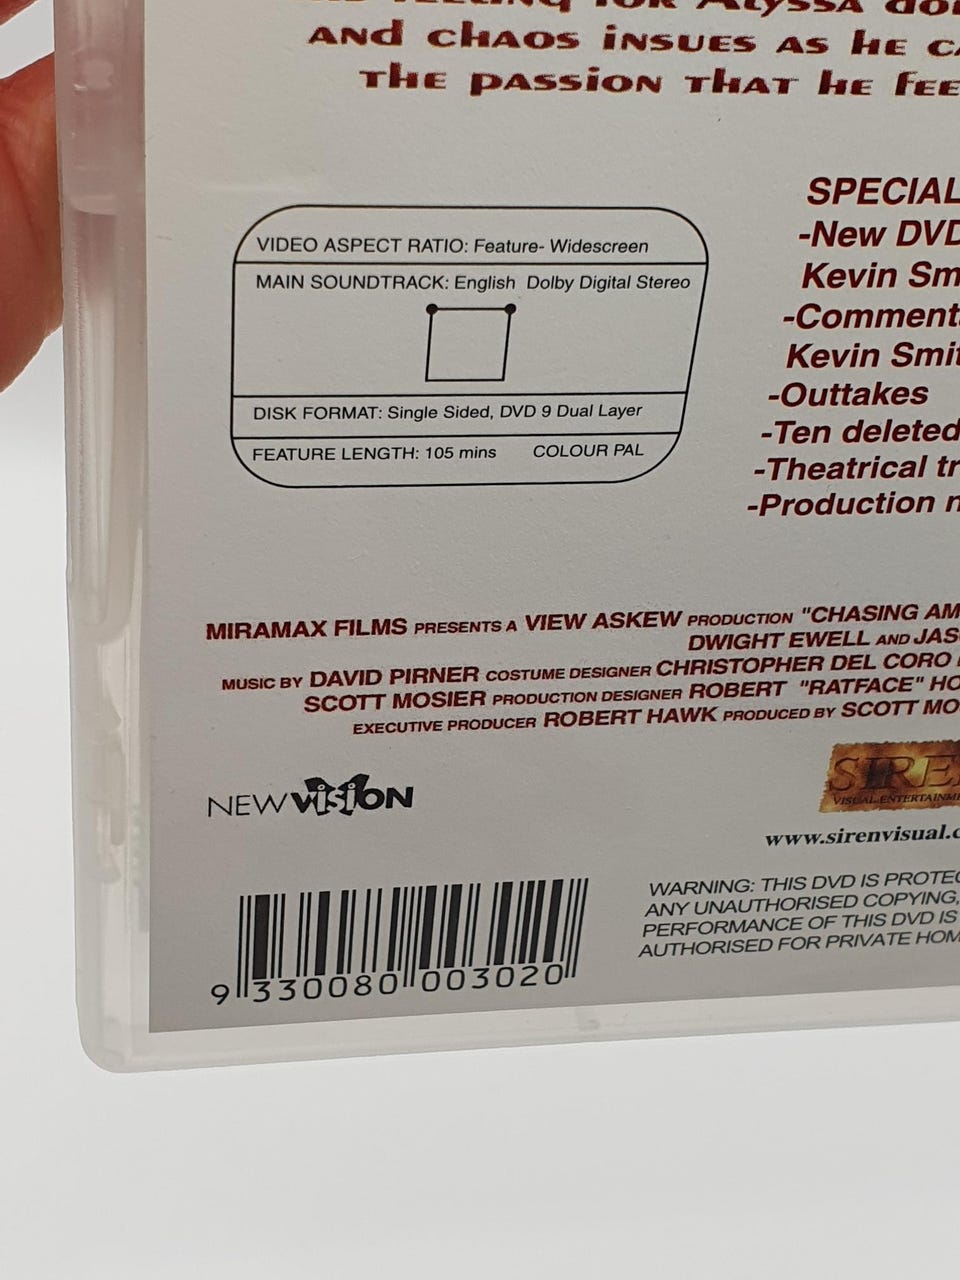 AND CHAOS INSUES AS HE
THE PASSION THAT HE
VIDEO ASPECT RATIO: Feature- Widescreen
MAIN SOUNDTRACK: English Dolby Digital Stereo
DISK FORMAT: Single Sided, DVD 9 Dual Layer
FEATURE LENGTH: 105 mins COLOUR PAL
SPECIAL
-New DVD
Kevin Sm
-Comment
Kevin Smi
-Outtakes
-Ten deleted
-Theatrical tr
-Production n
MIRAMAX FILMS PRESENTS A VIEW ASKEW PRODUCTION "CHASING AM
DWIGHT EWELL AND JAS
MUSIC BY DAVID PIRNER COSTUME DESIGNER CHRISTOPHER DEL CORO
SCOTT MOSIER PRODUCTION DESIGNER ROBERT "RATFACE" HO
EXECUTIVE PRODUCER ROBERT HAWK PRODUCED BY SCOTT MO
NEWVISION
SIRE
VISUAL ENTERTAINM
www.sirenvisual.c
WARNING: THIS DVD IS PROTEC
ANY UNAUTHORISED COPYING,
PERFORMANCE OF THIS DVD IS
AUTHORISED FOR PRIVATE HOM
9 330080 003020